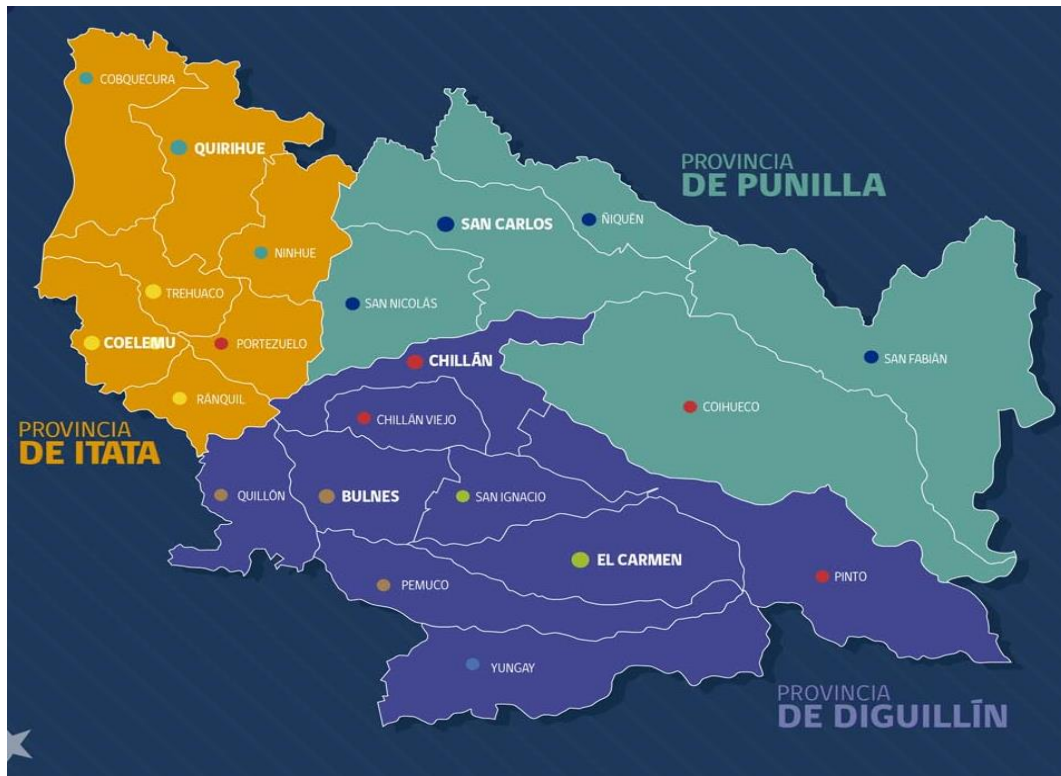 COBQUECURA
QUIRIHUE
PROVINCIA
DE PUNILLA
SAN CARLOS
ÑIQUÉN
NINHUE
TREHUACO
SAN NICOLÁS
COELEMU
PORTEZUELO
CHILLÁN
SAN FABIÁN
RÁNQUIL
COIHUECO
CHILLÁN VIEJO
PROVINCIA
DE ITATA
QUILLÓN
BULNES
SAN IGNACIO
EL CARMEN
PEMUCO
PINTO
YUNGAY
PROVINCIA
DE DIGUILLÍN